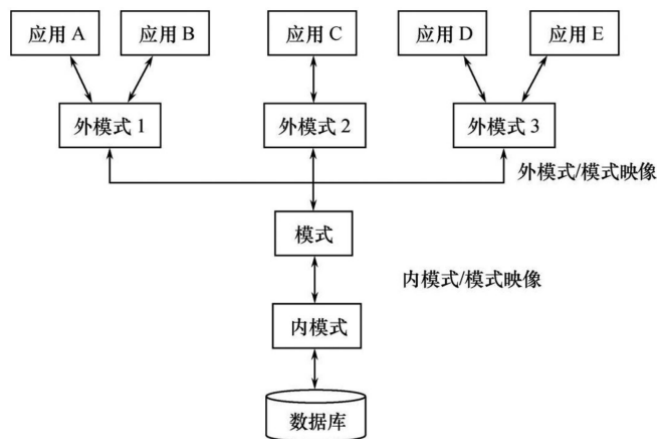 应用 A
应用 B
应用 C
应用 D
应用 E
外模式 1
外模式 2
外模式 3
外模式/模式映像
模式
内模式/模式映像
内模式
数据库